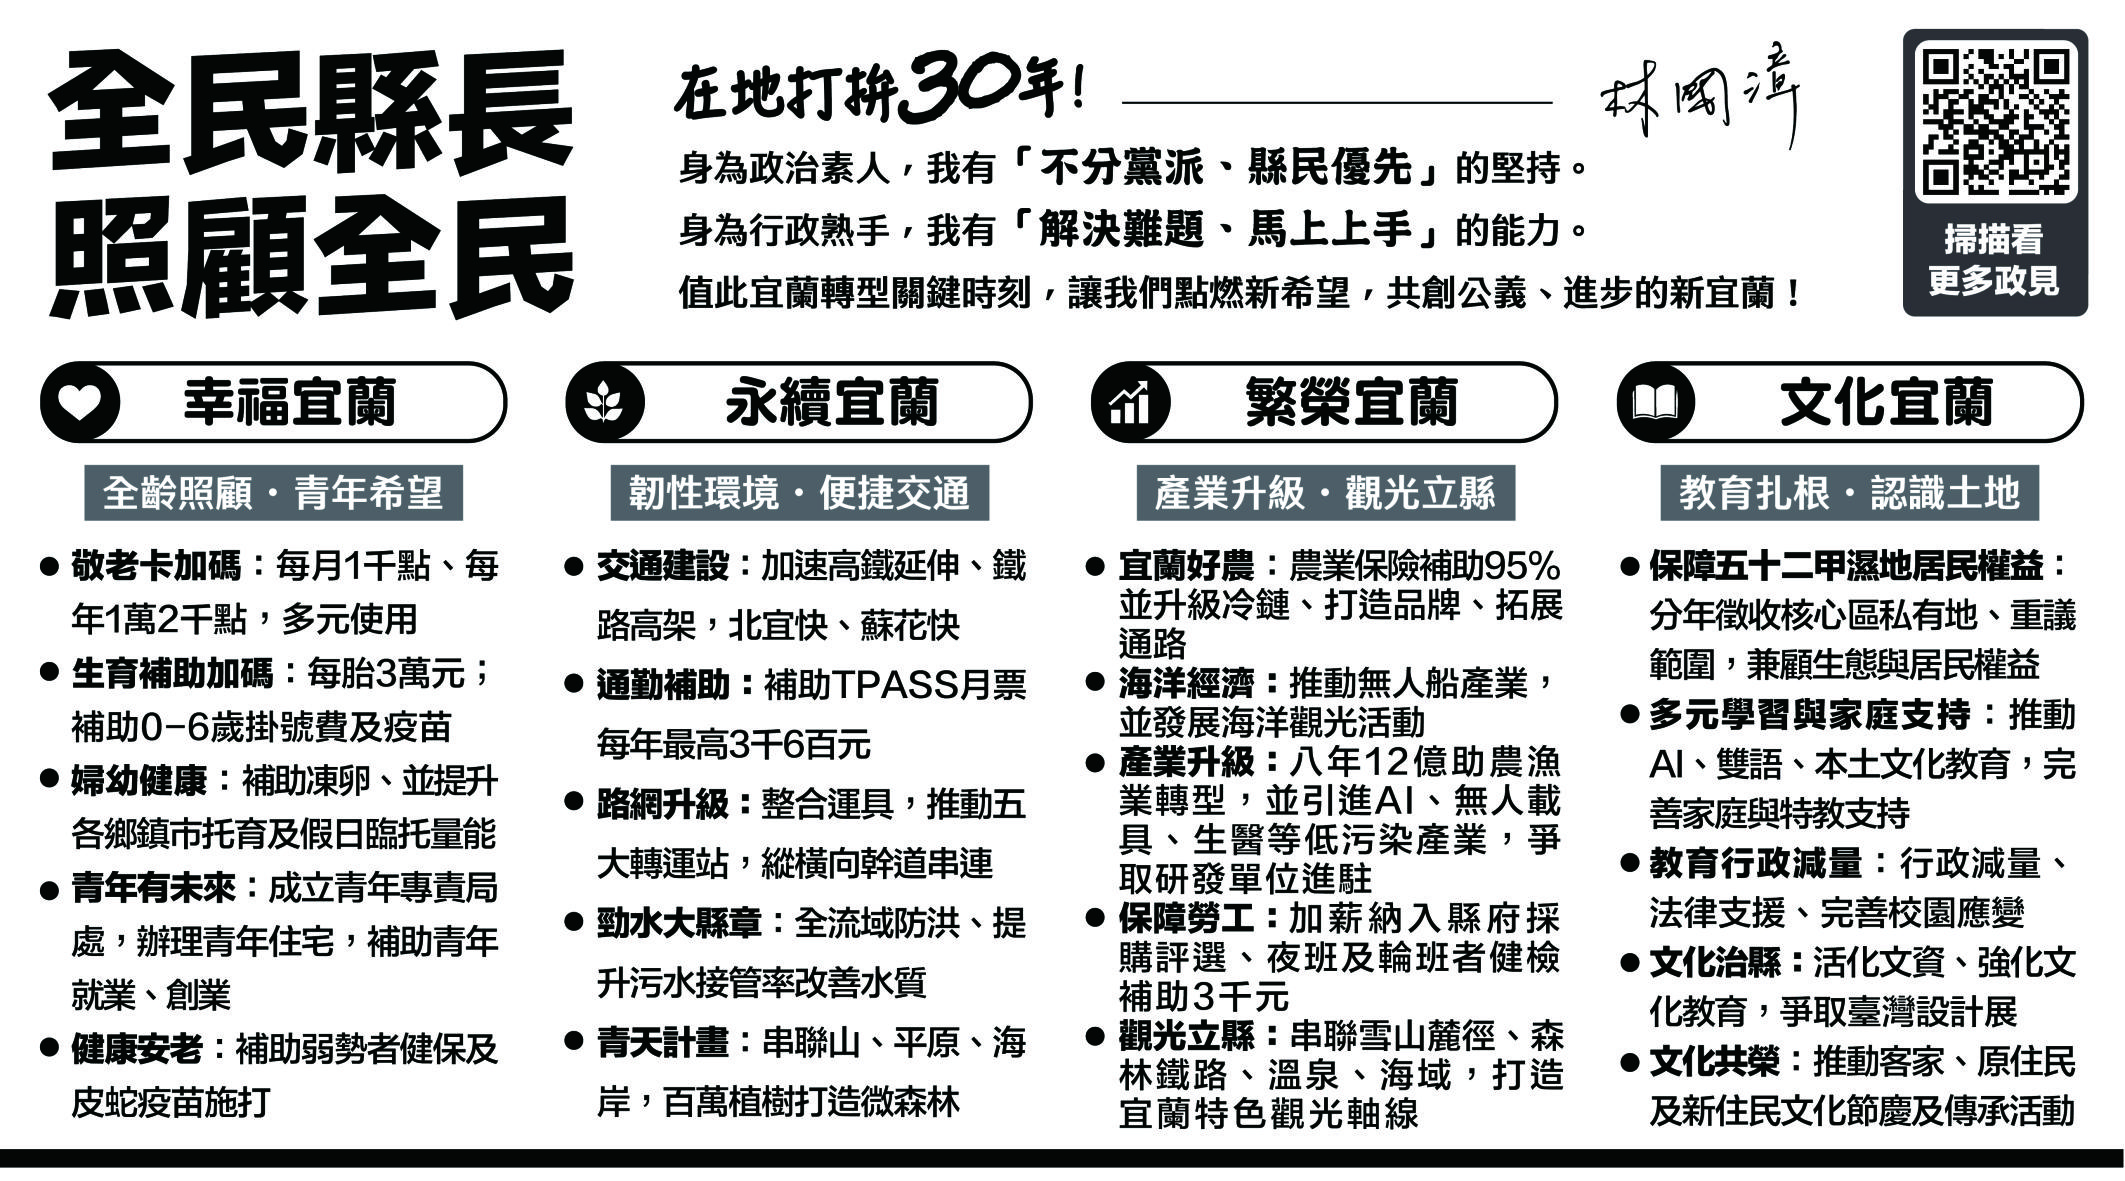 全民縣長
照顧全民
在地打拚30年!
林國漳
身為政治素人，我有「不分黨派、縣民優先」的堅持。
身為行政熟手，我有「解決難題、馬上上手」的能力。
值此宜蘭轉型關鍵時刻，讓我們點燃新希望，共創公義、進步的新宜蘭！
掃描看
更多政見
幸福宜蘭
全齡照顧・青年希望
● 敬老卡加碼：每月1千點、每
年1萬2千點，多元使用
● 生育補助加碼：每胎3萬元；
補助0-6歲掛號費及疫苗
● 婦幼健康：補助凍卵、並提升
各鄉鎮市托育及假日臨托量能
● 青年有未來：成立青年專責局
處，辦理青年住宅，補助青年
就業、創業
● 健康安老：補助弱勢者健保及
皮蛇疫苗施打
永續宜蘭
韌性環境・便捷交通
● 交通建設：加速高鐵延伸、鐵
路高架，北宜快、蘇花快
● 通勤補助：補助TPASS月票
每年最高3千6百元
● 路網升級：整合運具，推動五
大轉運站，縱橫向幹道串連
● 勁水大縣章：全流域防洪、提
升污水接管率改善水質
● 青天計畫：串聯山、平原、海
岸，百萬植樹打造微森林
繁榮宜蘭
產業升級・觀光立縣
● 宜蘭好農：農業保險補助95%
並升級冷鏈、打造品牌、拓展
通路
● 海洋經濟：推動無人船產業，
並發展海洋觀光活動
● 產業升級：八年12億助農漁
業轉型，並引進AI、無人載
具、生醫等低污染產業，爭
取研發單位進駐
● 保障勞工：加薪納入縣府採
購評選、夜班及輪班者健檢
補助3千元
● 觀光立縣：串聯雪山麓徑、森
林鐵路、溫泉、海域，打造
宜蘭特色觀光軸線
文化宜蘭
教育扎根・認識土地
● 保障五十二甲濕地居民權益：
分年徵收核心區私有地、重議
範圍，兼顧生態與居民權益
● 多元學習與家庭支持：推動
AI、雙語、本土文化教育，完
善家庭與特教支持
● 教育行政減量：行政減量、
法律支援、完善校園應變
● 文化治縣：活化文資、強化文
化教育，爭取臺灣設計展
● 文化共榮：推動客家、原住民
及新住民文化節慶及傳承活動